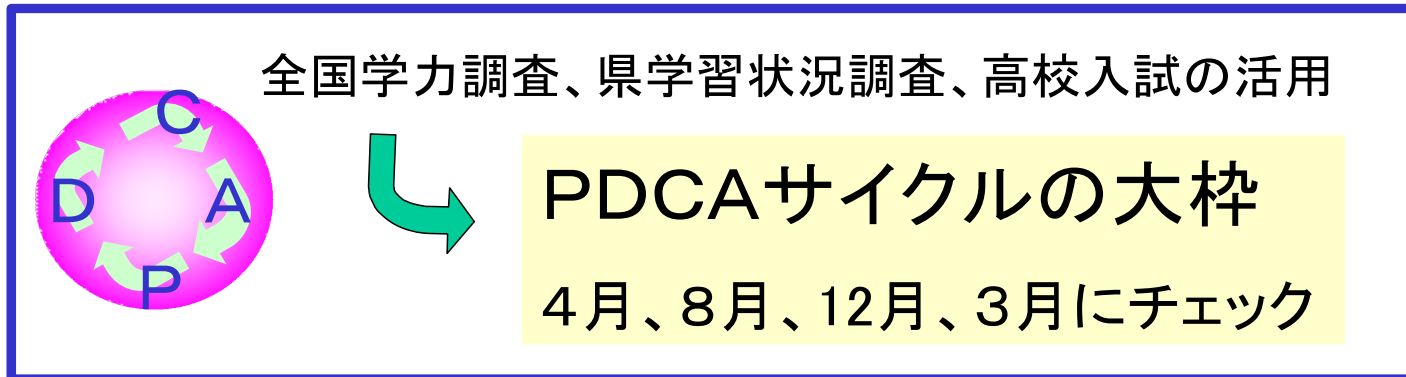 全国学力調査、県学習状況調査、高校入試の活用
C
D
A
P
ＰＤＣＡサイクルの大枠
４月、８月、12月、３月にチェック